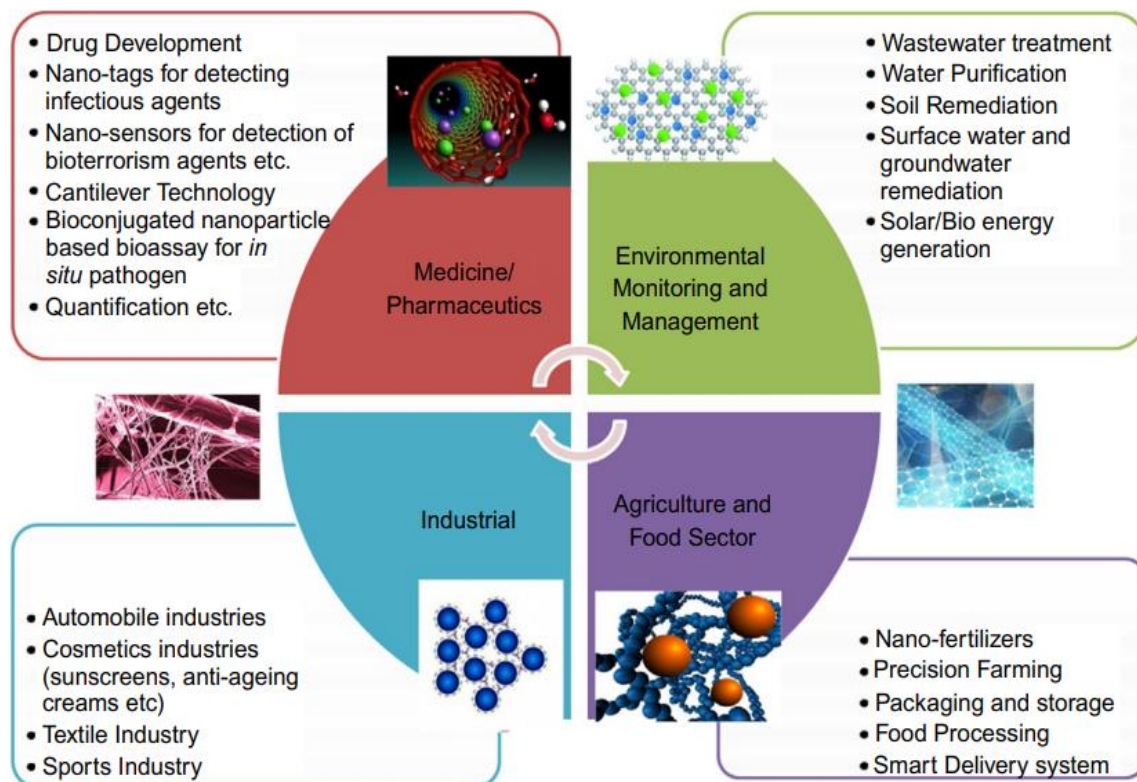 • Drug Development
• Nano-tags for detecting
infectious agents
• Nano-sensors for detection of
bioterrorism agents etc.
• Cantilever Technology
• Bioconjugated nanoparticle
based bioassay for in
situ pathogen
• Quantification etc.
• Wastewater treatment
• Water Purification
• Soil Remediation
• Surface water and
groundwater
remediation
• Solar/Bio energy
generation
Medicine/
Pharmaceutics
Environmental
Monitoring and
Management
Industrial
Agriculture and
Food Sector
• Automobile industries
• Cosmetics industries
(sunscreens, anti-ageing
creams etc)
• Textile Industry
• Sports Industry
• Nano-fertilizers
• Precision Farming
• Packaging and storage
• Food Processing
• Smart Delivery system